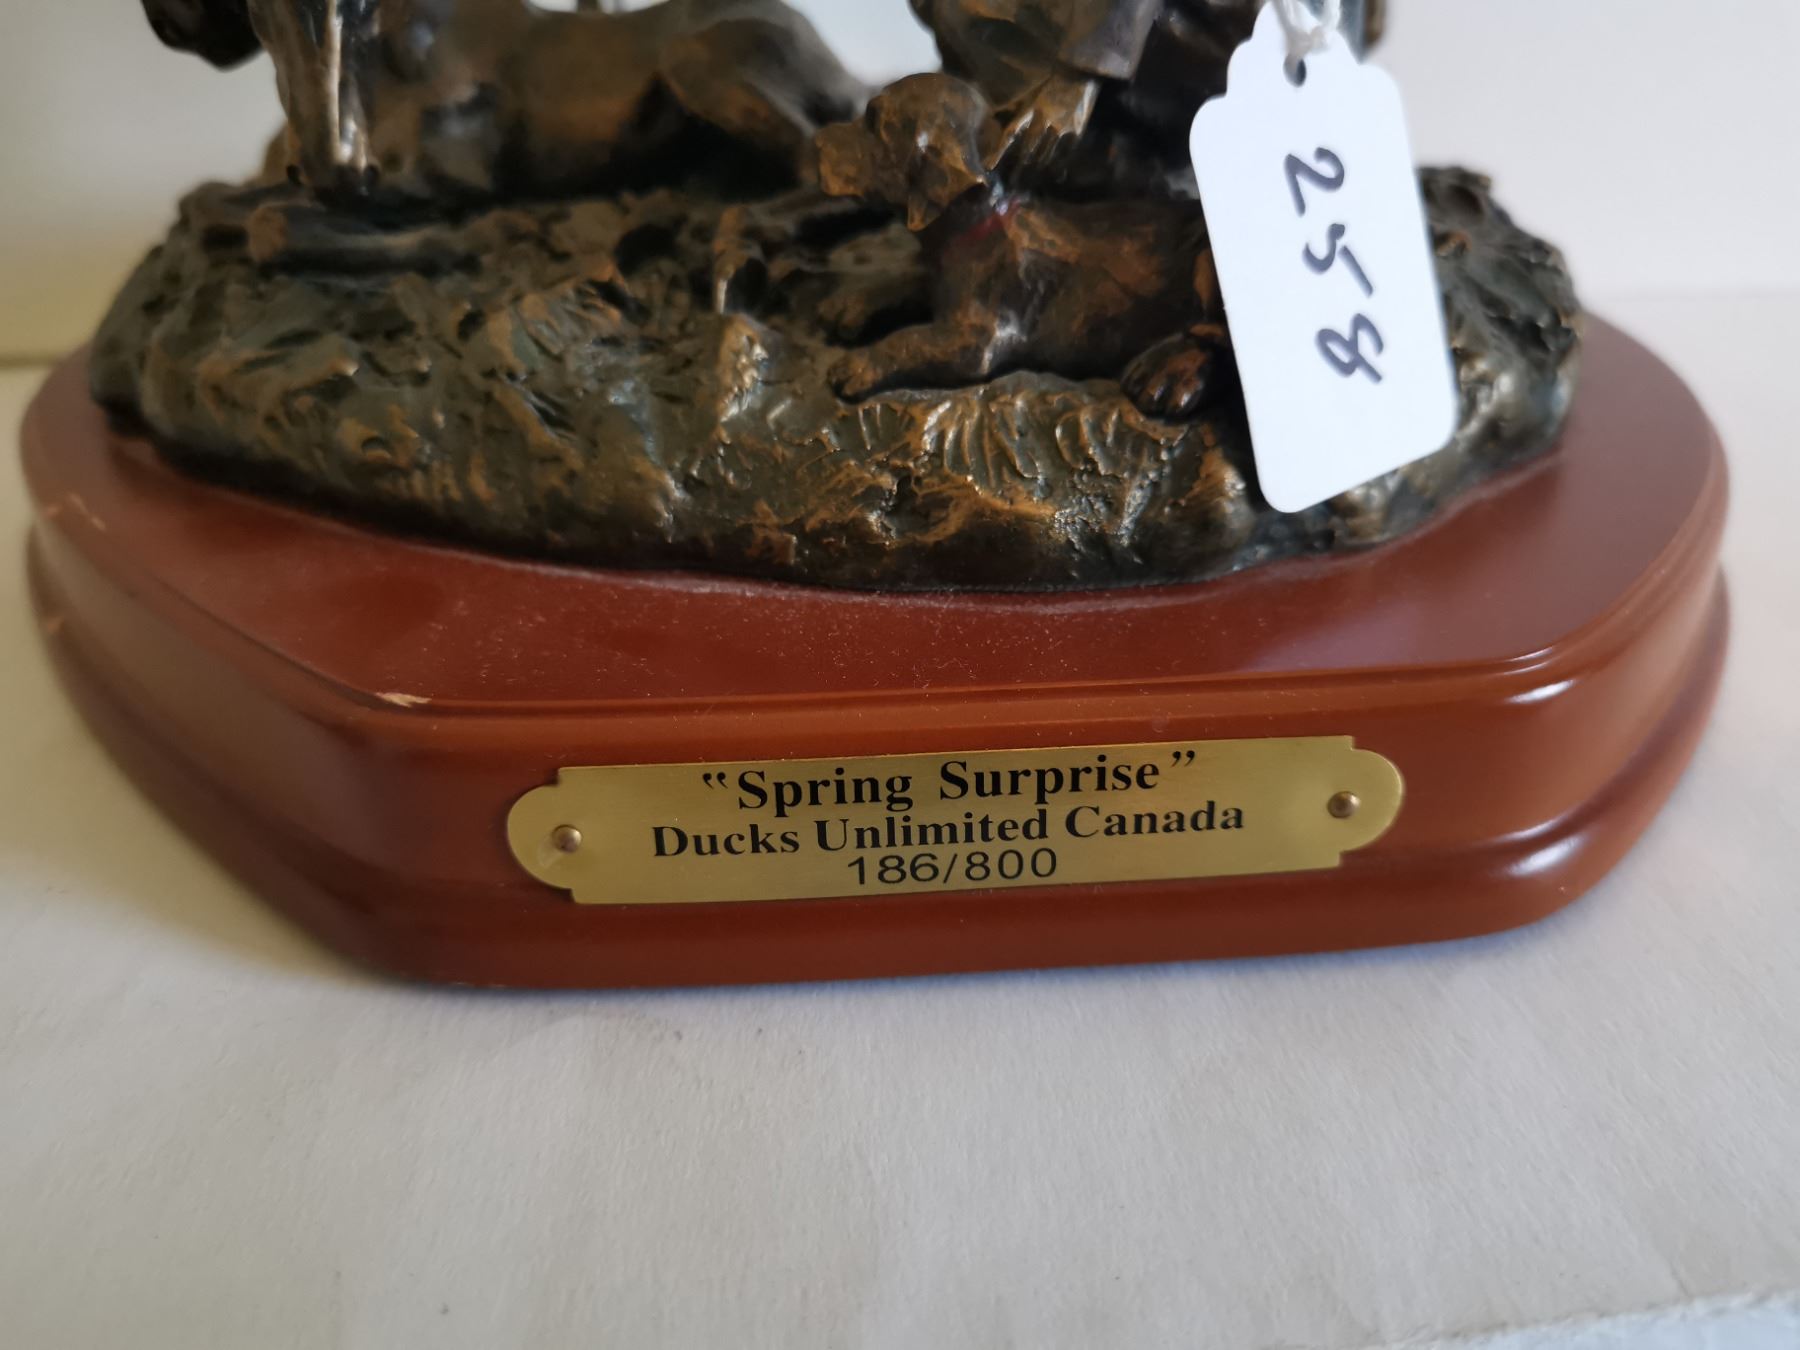 258
"Spring Surprise"
Ducks Unlimited Canada
186/800